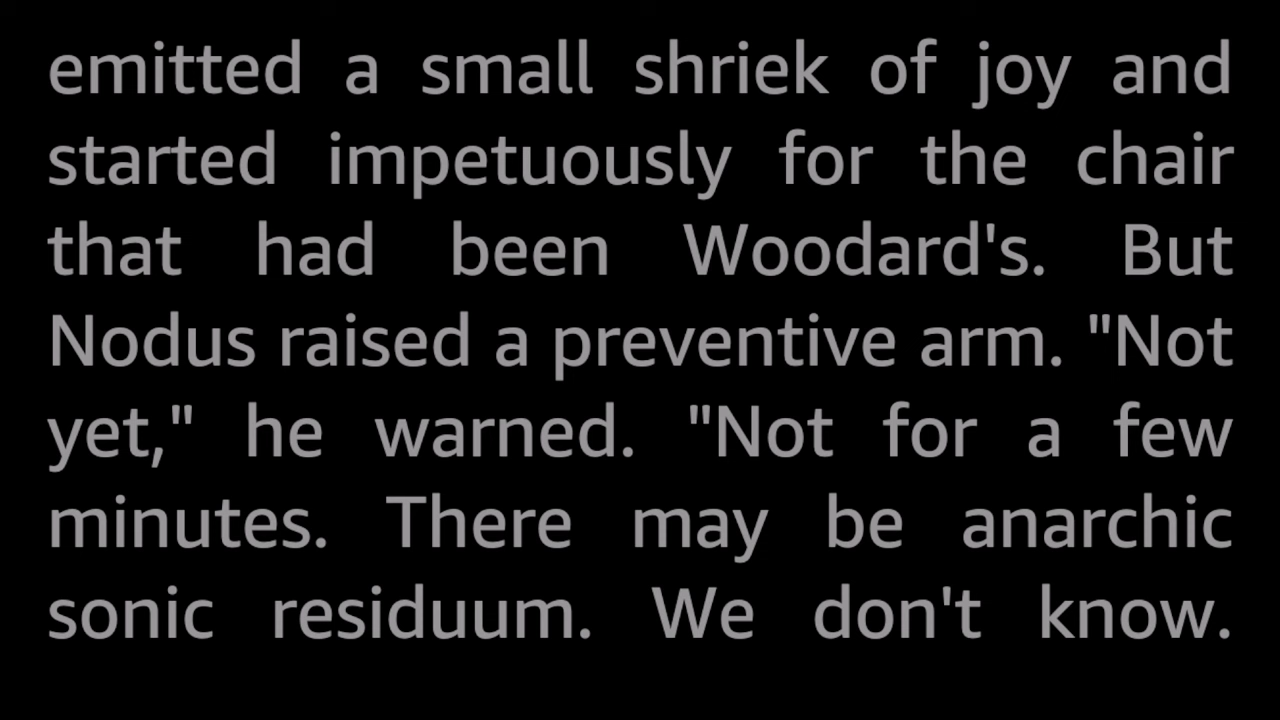 emitted a small shriek of joy and
started impetuously for the chair
that had been Woodard's. But
Nodus raised a preventive arm. "Not
yet," he warned. "Not for a few
minutes. There may be anarchic
sonic residuum. We don't know.